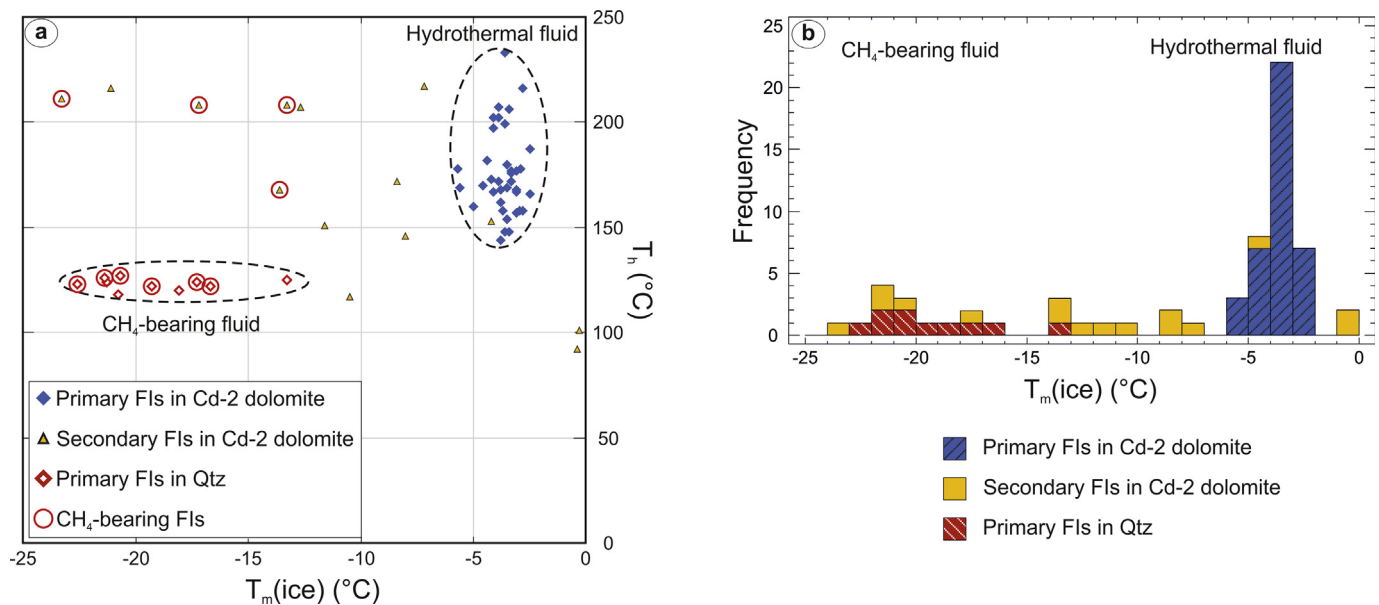 a
Hydrothermal fluid
CH₄-bearing fluid
Primary FIs in Cd-2 dolomite
Secondary FIs in Cd-2 dolomite
Primary FIs in Qtz
CH₄-bearing FIs
250
200
150
100
50
0
Tₕ (°C)
-25 -20 -15 -10 -5 0
Tₘ(ice) (°C)
b
CH₄-bearing fluid
Hydrothermal fluid
25
20
15
10
5
0
Frequency
-25 -20 -15 -10 -5 0
Tₘ(ice) (°C)
Primary FIs in Cd-2 dolomite
Secondary FIs in Cd-2 dolomite
Primary FIs in Qtz